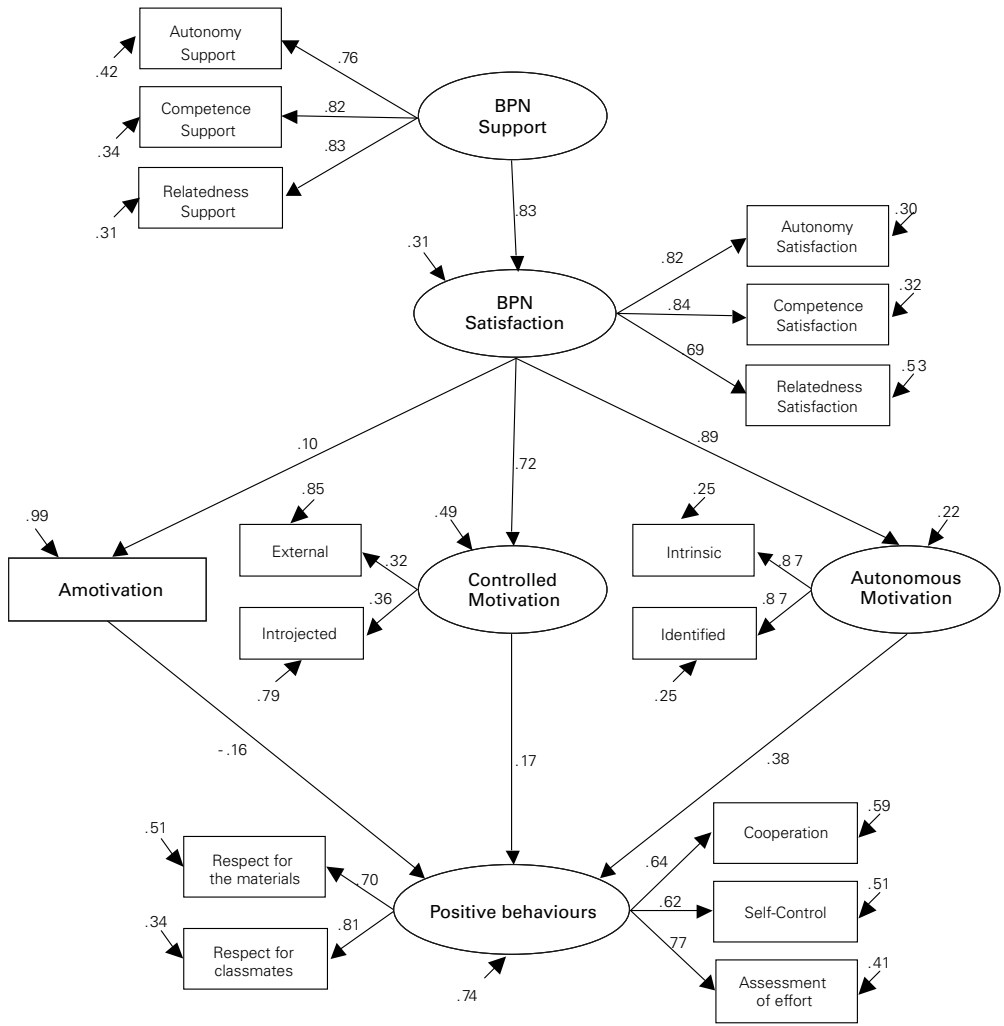 Autonomy
Support
.42
.76
Competence
Support
.34
.82
Relatedness
Support
.31
.83
BPN
Support
.83
.31
BPN
Satisfaction
Autonomy
Satisfaction
.30
.82
Competence
Satisfaction
.32
.84
Relatedness
Satisfaction
.53
69
.10
.72
.89
.99
Amotivation
.85
External
.32
.49
Controlled
Motivation
Introjected
.36
.79
.25
Intrinsic
.87
.22
Autonomous
Motivation
Identified
.87
.25
-.16
.17
.38
.51
Respect for
the materials
.70
.34
Respect for
classmates
.81
Positive behaviours
.74
Cooperation
.59
.64
Self-Control
.51
.62
Assessment
of effort
.41
.77